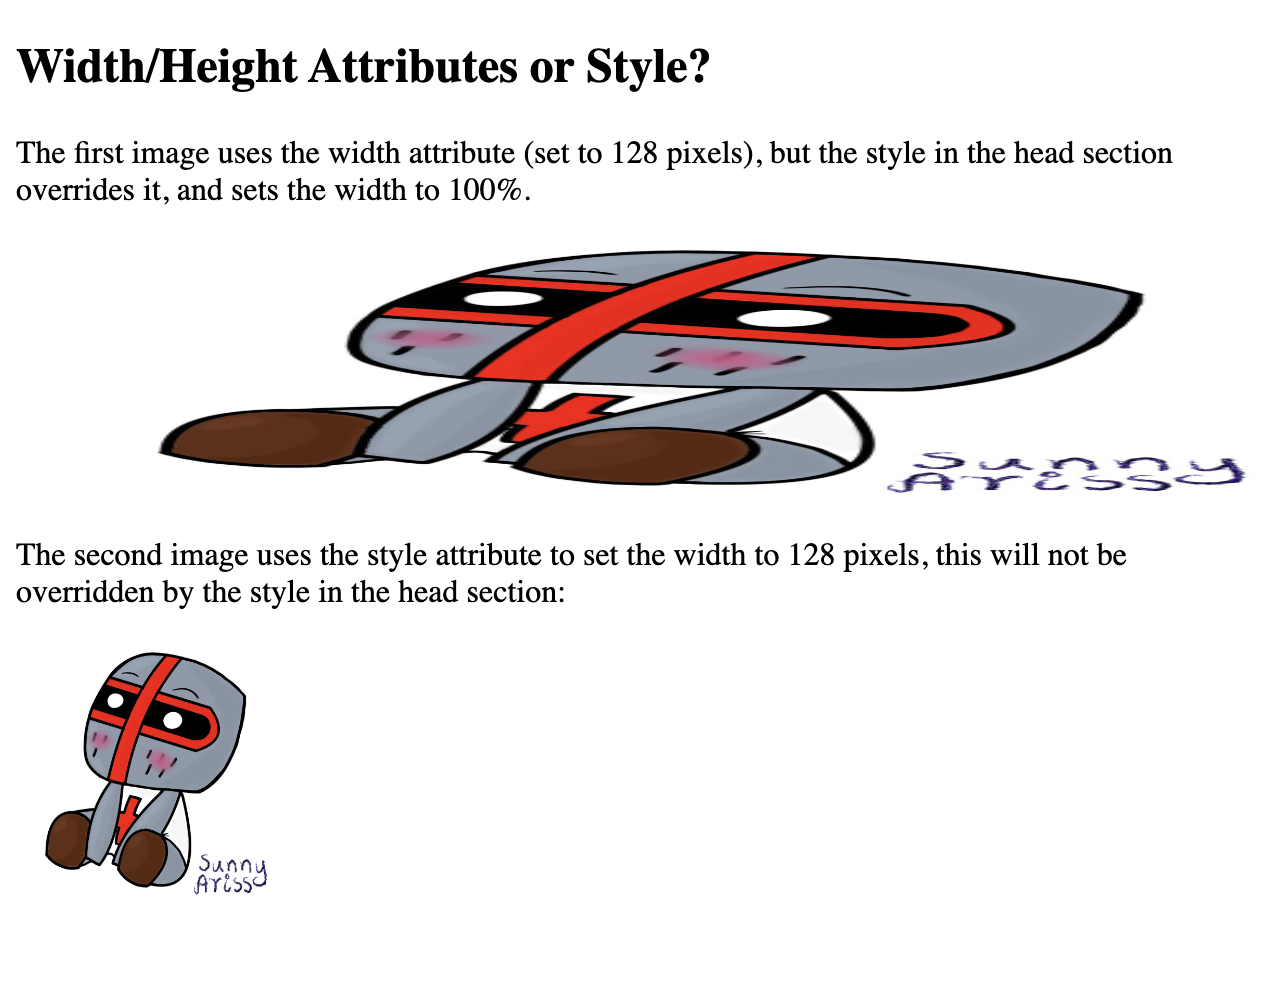 Width/Height Attributes or Style?
The first image uses the width attribute (set to 128 pixels), but the style in the head section
overrides it, and sets the width to 100%.
Sunny
Arissd
The second image uses the style attribute to set the width to 128 pixels, this will not be
overridden by the style in the head section:
Sunny
Arissd